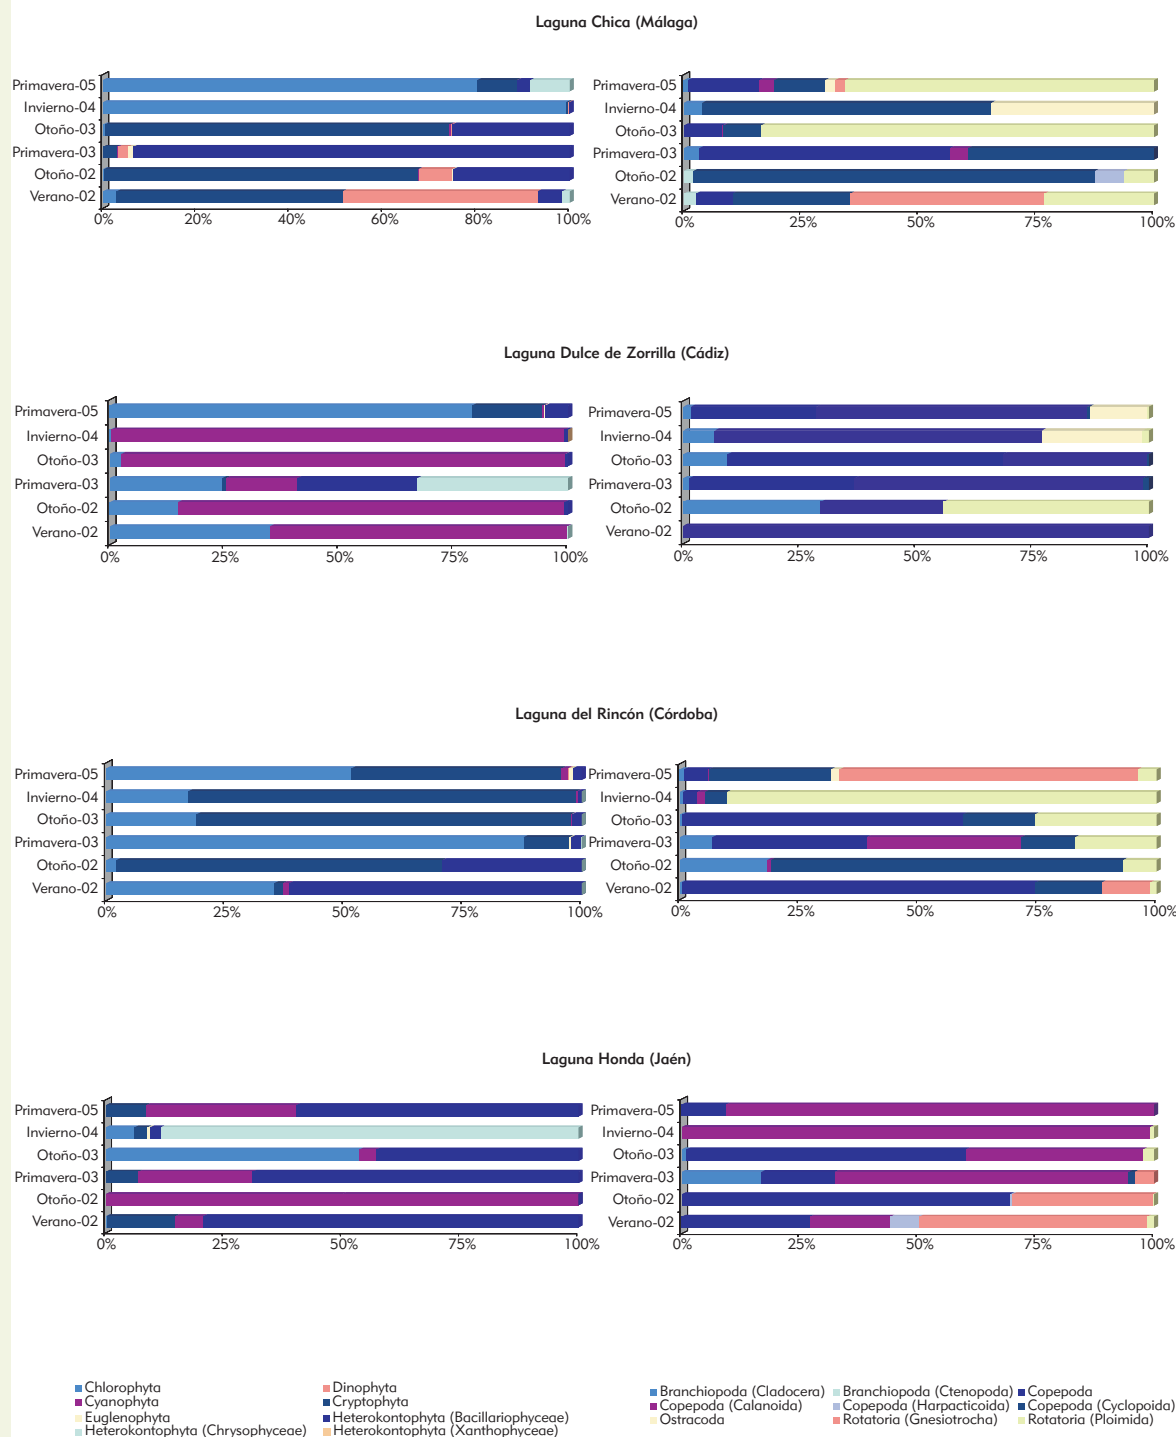 Laguna Chica (Málaga)
Primavera-05
Invierno-04
Otoño-03
Primavera-03
Otoño-02
Verano-02
0% 20% 40% 60% 80% 100%
Primavera-05
Invierno-04
Otoño-03
Primavera-03
Otoño-02
Verano-02
0% 25% 50% 75% 100%
Laguna Dulce de Zorrilla (Cádiz)
Primavera-05
Invierno-04
Otoño-03
Primavera-03
Otoño-02
Verano-02
0% 25% 50% 75% 100%
Primavera-05
Invierno-04
Otoño-03
Primavera-03
Otoño-02
Verano-02
0% 25% 50% 75% 100%
Laguna del Rincón (Córdoba)
Primavera-05
Invierno-04
Otoño-03
Primavera-03
Otoño-02
Verano-02
0% 25% 50% 75% 100%
Primavera-05
Invierno-04
Otoño-03
Primavera-03
Otoño-02
Verano-02
0% 25% 50% 75% 100%
Laguna Honda (Jaén)
Primavera-05
Invierno-04
Otoño-03
Primavera-03
Otoño-02
Verano-02
0% 25% 50% 75% 100%
Primavera-05
Invierno-04
Otoño-03
Primavera-03
Otoño-02
Verano-02
0% 25% 50% 75% 100%
Chlorophyta Dinophyta
Cyanophyta Cryptophyta
Euglenophyta Heterokontophyta (Bacillariophyceae)
Heterokontophyta (Chrysophyceae) Heterokontophyta (Xanthophyceae)
Branchiopoda (Cladocera) Branchiopoda (Ctenopoda) Copepoda
Copepoda (Calanoida) Copepoda (Harpacticoida) Copepoda (Cyclopoida)
Ostracoda Rotatoria (Gnesiotrocha) Rotatoria (Ploimida)